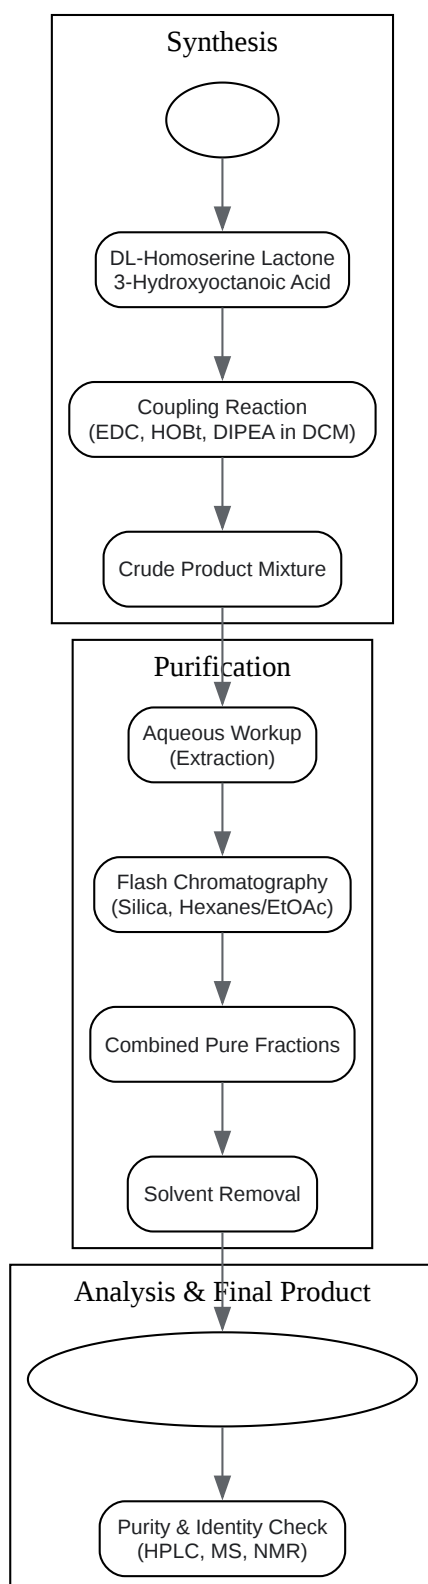 Synthesis
DL-Homoserine Lactone
3-Hydroxyoctanoic Acid
Coupling Reaction
(EDC, HOBt, DIPEA in DCM)
Crude Product Mixture
Purification
Aqueous Workup
(Extraction)
Flash Chromatography
(Silica, Hexanes/EtOAc)
Combined Pure Fractions
Solvent Removal
Analysis & Final Product
Purity & Identity Check
(HPLC, MS, NMR)